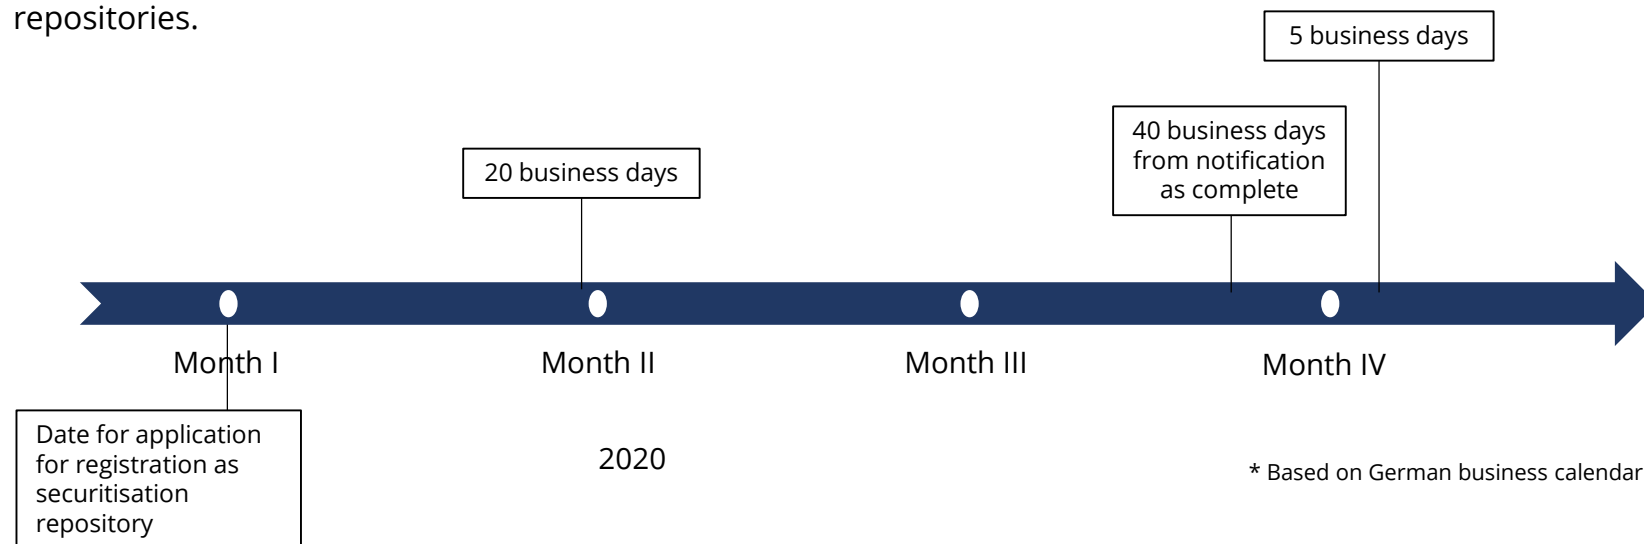 repositories.
5 business days
40 business days
from notification
as complete
20 business days
Month I
Month II
Month III
Month IV
Date for application
for registration as
securitisation
repository
2020
* Based on German business calendar